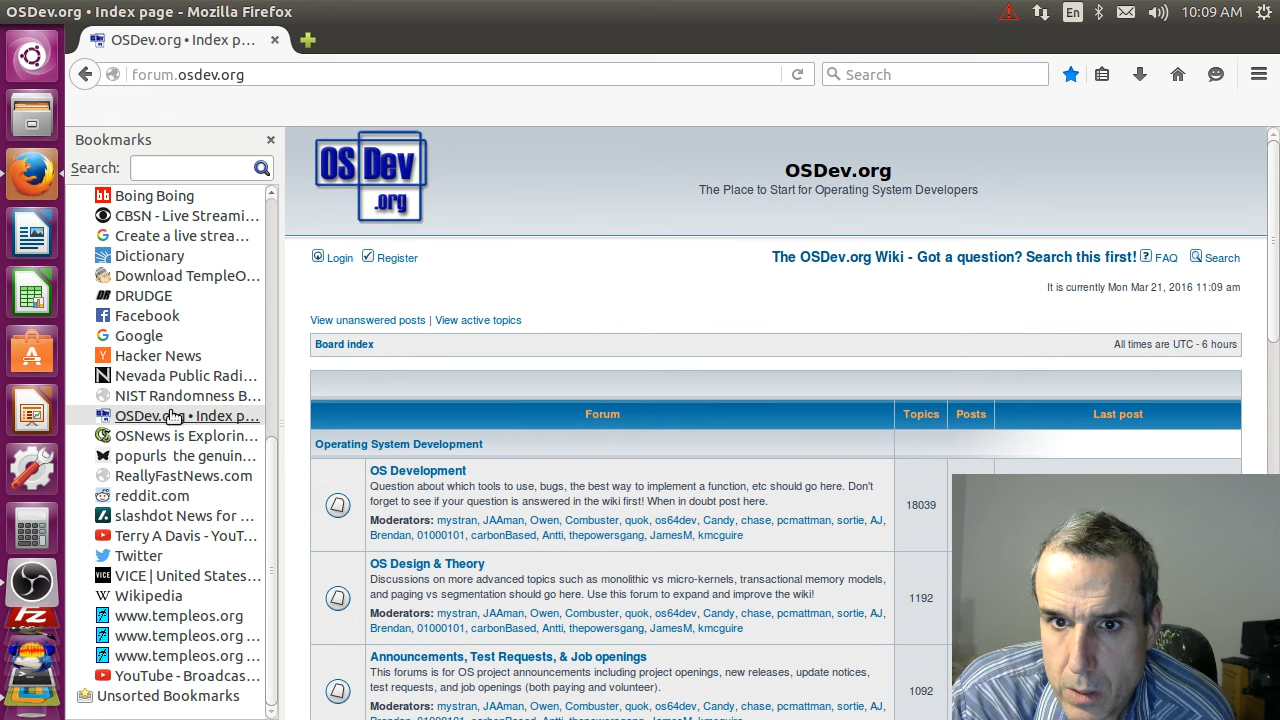 OSDev.org • Index page - Mozilla Firefox
En
10:09 AM
OSDev.org • Index p...
forum.osdev.org
Search
Bookmarks
Search:
Boing Boing
CBSN - Live Streami...
Create a live strea...
Dictionary
Download TempleO...
DRUDGE
Facebook
Google
Hacker News
Nevada Public Radi...
NIST Randomness B...
OSDev.org • Index p...
OSNews is Explorin...
popurls the genuin...
ReallyFastNews.com
reddit.com
slashdot News for ...
Terry A Davis - YouT...
Twitter
VICE | United States...
Wikipedia
www.templeos.org
www.templeos.org ...
www.templeos.org ...
YouTube - Broadcas...
Unsorted Bookmarks
OS Dev
.org
OSDev.org
The Place to Start for Operating System Developers
Login Register
The OSDev.org Wiki - Got a question? Search this first! FAQ Search
It is currently Mon Mar 21, 2016 11:09 am
View unanswered posts | View active topics
Board index
All times are UTC - 6 hours
Forum Topics Posts Last post
Operating System Development
OS Development
Question about which tools to use, bugs, the best way to implement a function, etc should go here. Don't
forget to see if your question is answered in the wiki first! When in doubt post here.
Moderators: mystran, JAAman, Owen, Combuster, quok, os64dev, Candy, chase, pcmattman, sortie, AJ,
Brendan, 01000101, carbonBased, Antti, thepowersgang, JamesM, kmcguire
18039
OS Design & Theory
Discussions on more advanced topics such as monolithic vs micro-kernels, transactional memory models,
and paging vs segmentation should go here. Use this forum to expand and improve the wiki!
Moderators: mystran, JAAman, Owen, Combuster, quok, os64dev, Candy, chase, pcmattman, sortie, AJ,
Brendan, 01000101, carbonBased, Antti, thepowersgang, JamesM, kmcguire
1192
Announcements, Test Requests, & Job openings
This forums is for OS project announcements including project openings, new releases, update notices,
test requests, and job openings (both paying and volunteer).
Moderators: mystran, JAAman, Owen, Combuster, quok, os64dev, Candy, chase, pcmattman, sortie, AJ,
1092